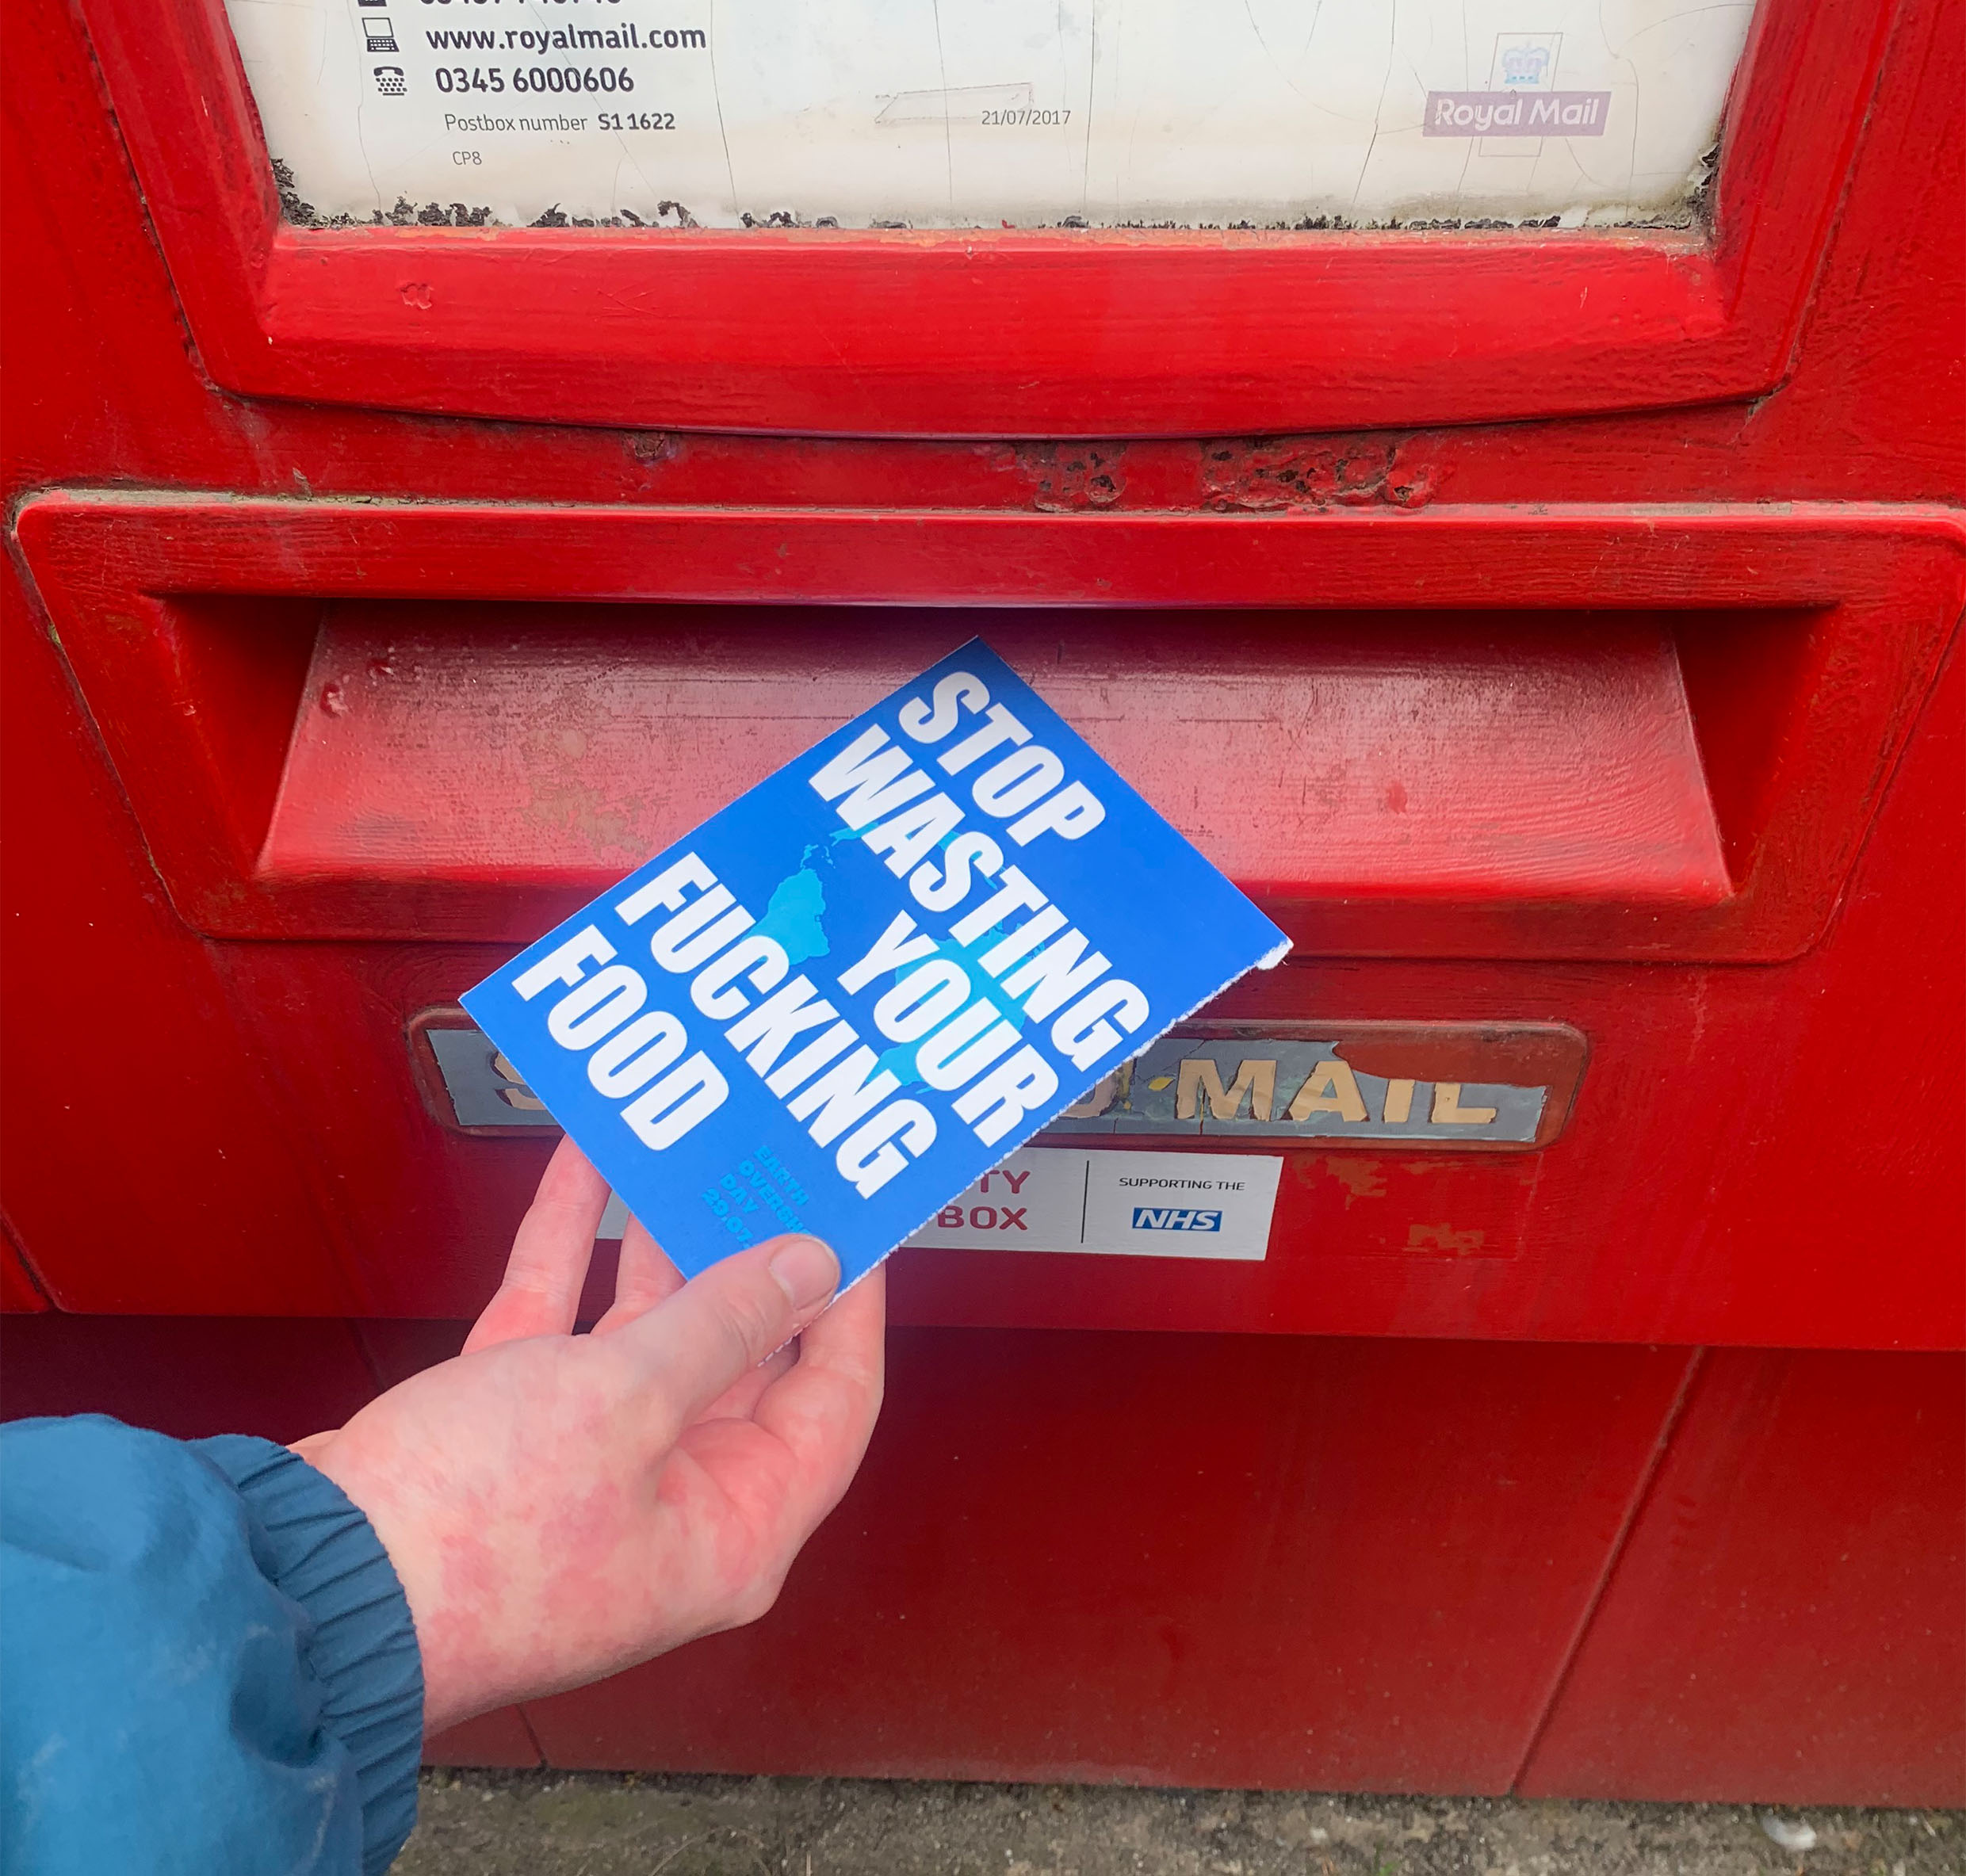 www.royalmail.com
0345 6000606
Postbox number S1 1622
CP8
21/07/2017
Royal Mail
STOP
WASTING
YOUR
FUCKING
FOOD
EARTH
DAY
MAIL
BOX
SUPPORTING THE
NHS